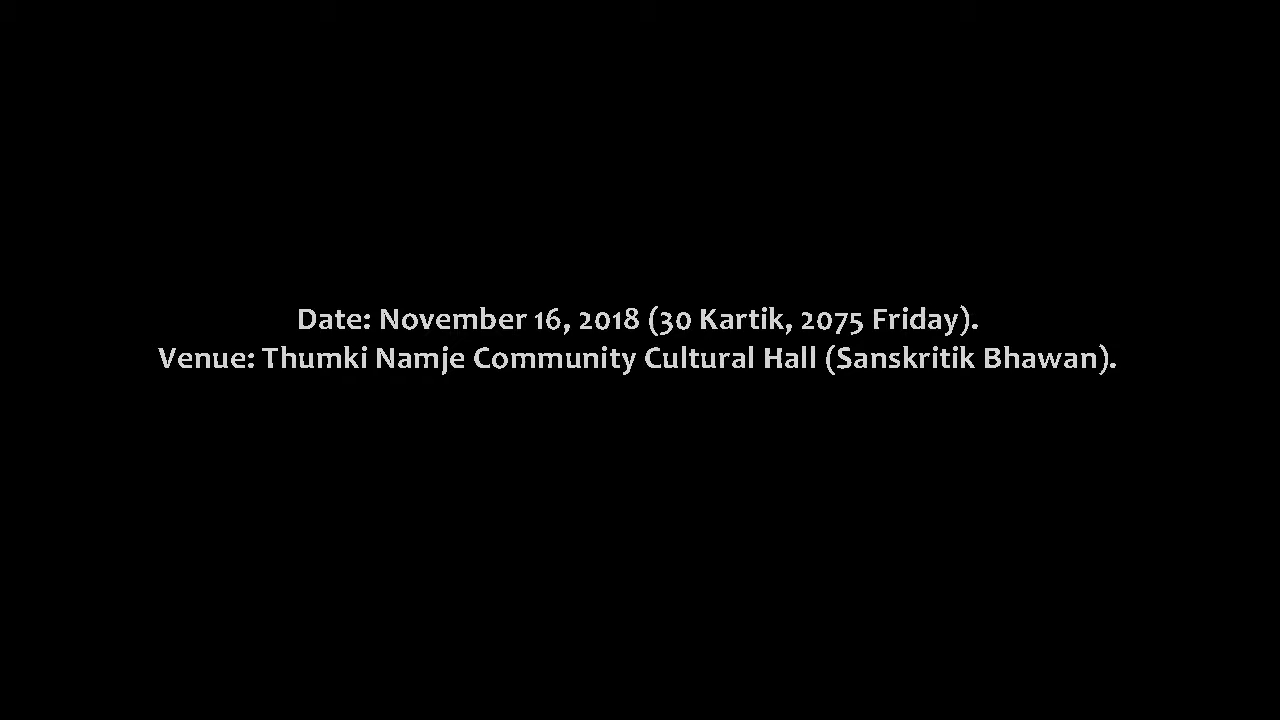 Date: November 16, 2018 (30 Kartik, 2075 Friday).
Venue: Thumki Namje Community Cultural Hall (Sanskritik Bhawan).